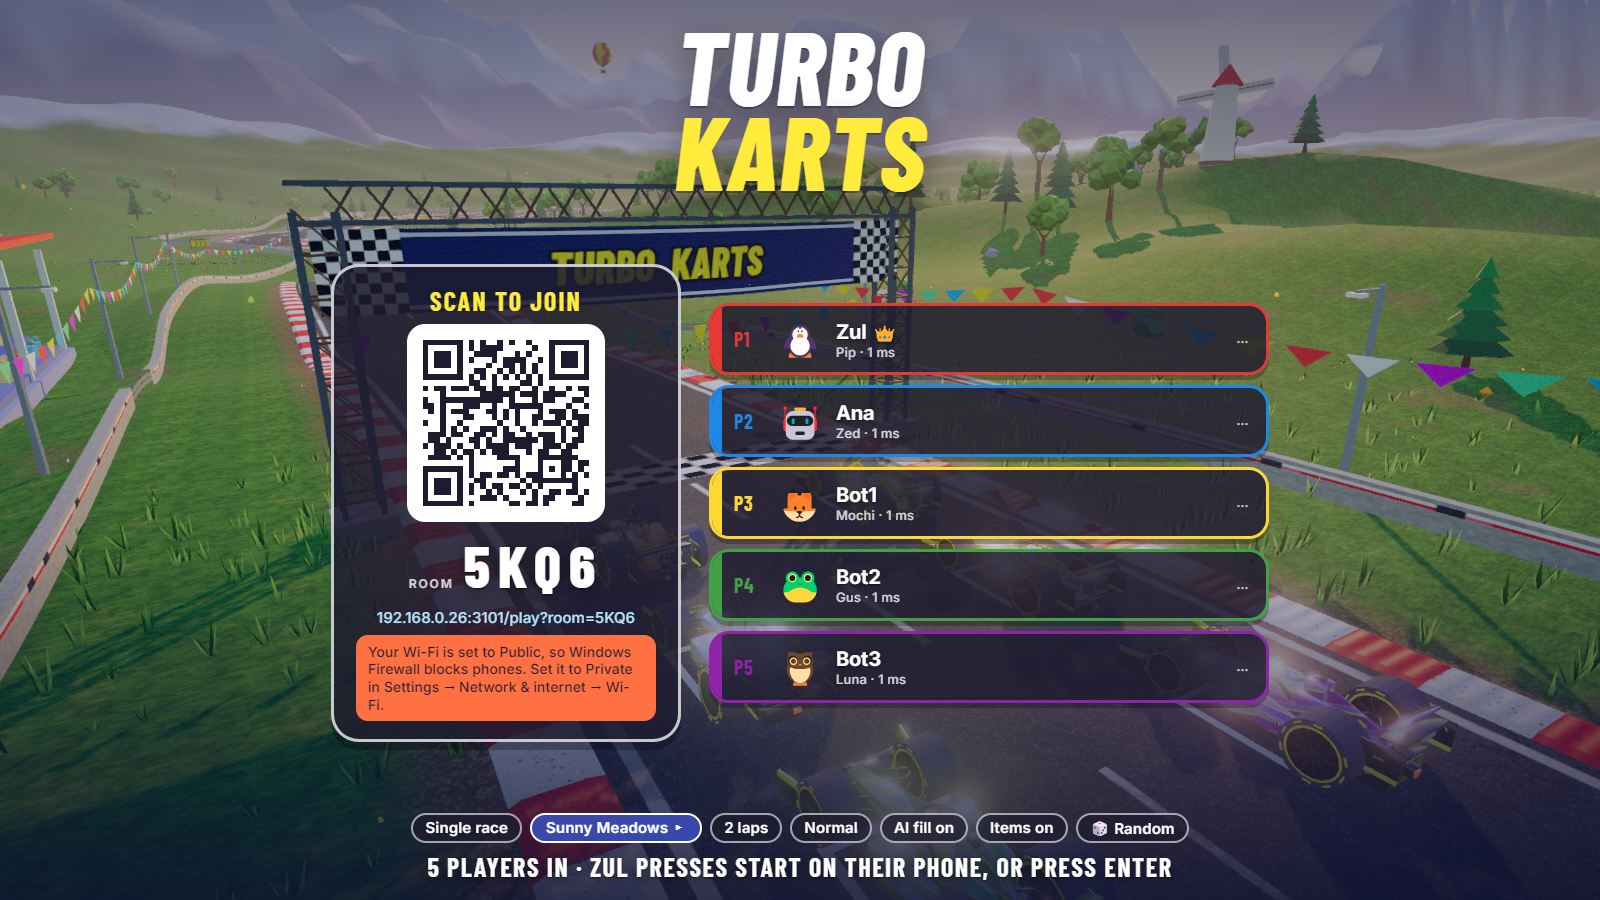 TURBO
KARTS
TURBO KARTS
SCAN TO JOIN
ROOM 5KQ6
192.168.0.26:3101/play?room=5KQ6
Your Wi-Fi is set to Public, so Windows
Firewall blocks phones. Set it to Private
in Settings → Network & internet → Wi-
Fi.
P1 Zul
Pip · 1 ms
...
P2 Ana
Zed · 1 ms
...
P3 Bot1
Mochi · 1 ms
...
P4 Bot2
Gus · 1 ms
...
P5 Bot3
Luna · 1 ms
...
Single race Sunny Meadows ▸ 2 laps Normal AI fill on Items on 🎲 Random
5 PLAYERS IN · ZUL PRESSES START ON THEIR PHONE, OR PRESS ENTER